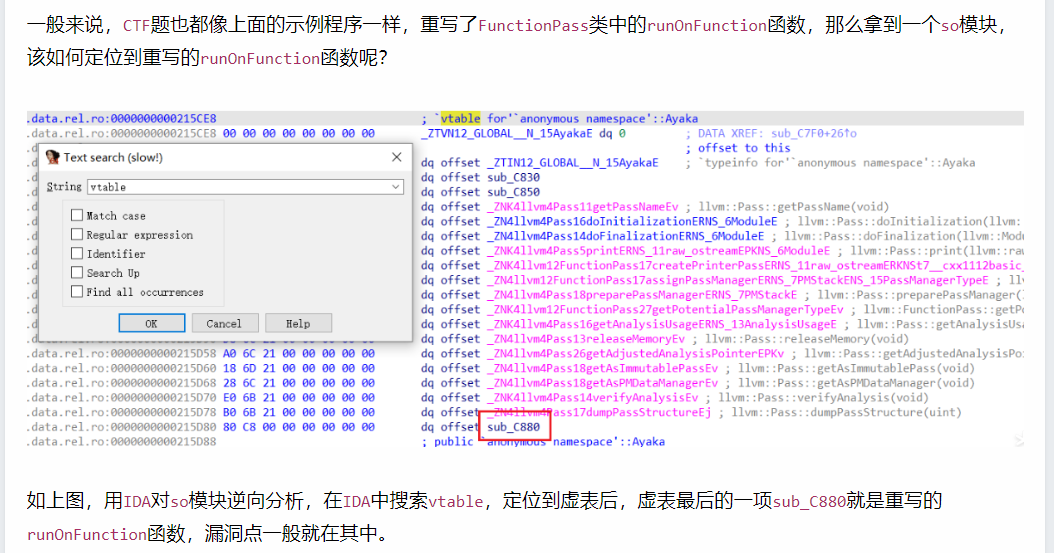 一般来说，CTF题也都像上面的示例程序一样，重写了FunctionPass类中的runOnFunction函数，那么拿到一个so模块，
该如何定位到重写的runOnFunction函数呢？
.data.rel.ro:0000000000215CE8 ; `vtable for'`anonymous namespace'::Ayaka
.data.rel.ro:0000000000215CE8 00 00 00 00 00 00 00 00 _ZTVN12_GLOBAL__N_15AyakaE dq 0 ; DATA XREF: sub_C7F0+26↑o
; offset to this
dq offset _ZTIN12_GLOBAL__N_15AyakaE ; `typeinfo for'`anonymous namespace'::Ayaka
dq offset sub_C830
dq offset sub_C850
dq offset _ZNK4llvm4Pass11getPassNameEv ; llvm::Pass::getPassName(void)
dq offset _ZN4llvm4Pass16doInitializationERNS_6ModuleE ; llvm::Pass::doInitialization(llvm:
dq offset _ZN4llvm4Pass14doFinalizationERNS_6ModuleE ; llvm::Pass::doFinalization(llvm::Mod
dq offset _ZNK4llvm4Pass5printERNS_11raw_ostreamEPKNS_6ModuleE ; llvm::Pass::print(llvm::ra
dq offset _ZNK4llvm12FunctionPass17createPrinterPassERNS_11raw_ostreamERKNSt7__cxx1112basic_
dq offset _ZN4llvm12FunctionPass17assignPassManagerERNS_7PMStackENS_15PassManagerTypeE ; ll
dq offset _ZN4llvm4Pass18preparePassManagerERNS_7PMStackE ; llvm::Pass::preparePassManager(
dq offset _ZNK4llvm12FunctionPass27getPotentialPassManagerTypeEv ; llvm::FunctionPass::getP
dq offset _ZNK4llvm4Pass16getAnalysisUsageERNS_13AnalysisUsageE ; llvm::Pass::getAnalysisUs
dq offset _ZN4llvm4Pass13releaseMemoryEv ; llvm::Pass::releaseMemory(void)
.data.rel.ro:0000000000215D58 A0 6C 21 00 00 00 00 00 dq offset _ZN4llvm4Pass26getAdjustedAnalysisPointerEPKv ; llvm::Pass::getAdjustedAnalysisPoi
.data.rel.ro:0000000000215D60 18 6D 21 00 00 00 00 00 dq offset _ZN4llvm4Pass18getAsImmutablePassEv ; llvm::Pass::getAsImmutablePass(void)
.data.rel.ro:0000000000215D68 28 6C 21 00 00 00 00 00 dq offset _ZN4llvm4Pass18getAsPMDataManagerEv ; llvm::Pass::getAsPMDataManager(void)
.data.rel.ro:0000000000215D70 E0 6B 21 00 00 00 00 00 dq offset _ZNK4llvm4Pass14verifyAnalysisEv ; llvm::Pass::verifyAnalysis(void)
.data.rel.ro:0000000000215D78 B0 6B 21 00 00 00 00 00 dq offset _ZN4llvm4Pass17dumpPassStructureEj ; llvm::Pass::dumpPassStructure(uint)
.data.rel.ro:0000000000215D80 80 C8 00 00 00 00 00 00 dq offset sub_C880
.data.rel.ro:0000000000215D88 ; public `anonymous namespace'::Ayaka
Text search (slow!)
String vtable
Match case
Regular expression
Identifier
Search Up
Find all occurrences
OK Cancel Help
如上图，用IDA对so模块逆向分析，在IDA中搜索vtable，定位到虚表后，虚表最后的一项sub_C880就是重写的
runOnFunction函数，漏洞点一般就在其中。